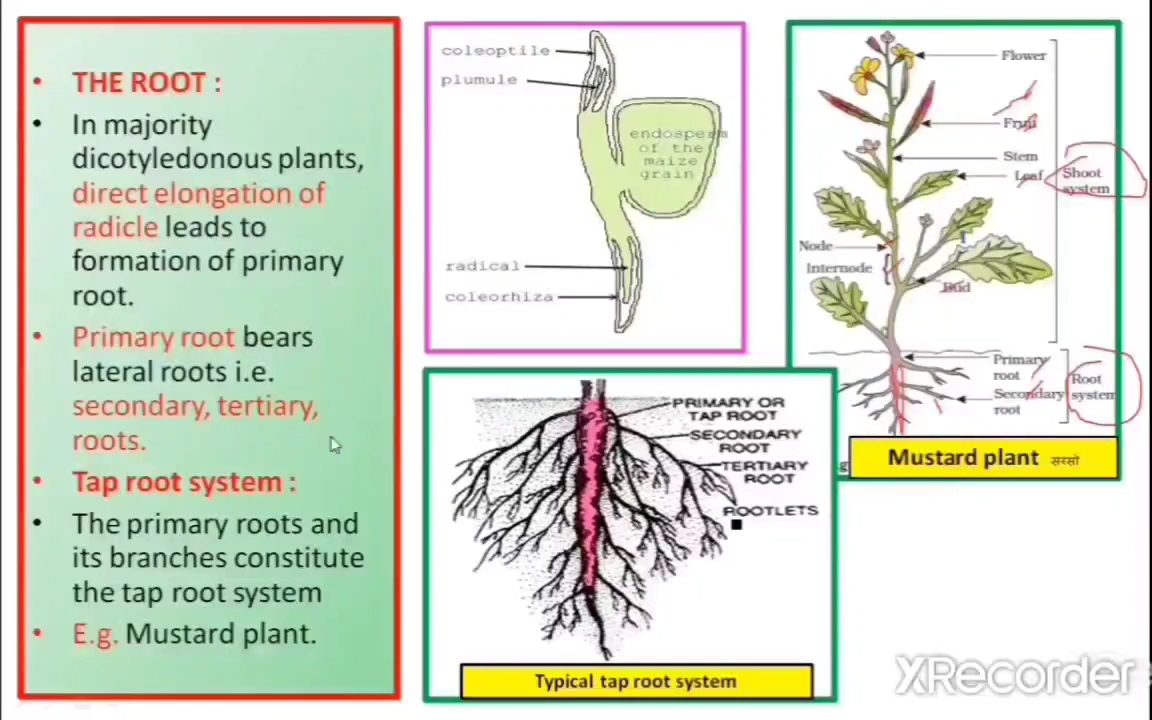 • THE ROOT :
• In majority
dicotyledonous plants,
direct elongation of
radicle leads to
formation of primary
root.
• Primary root bears
lateral roots i.e.
secondary, tertiary,
roots.
• Tap root system :
• The primary roots and
its branches constitute
the tap root system
• E.g. Mustard plant.
coleoptile
plumule
endosperm
of the
maize
grain
radical
coleorhiza
Flower
Fruit
Stem
Leaf
Shoot
system
Node
Internode
Bud
Primary
root
Secondary
root
Root
system
Mustard plant सरसो
PRIMARY OR
TAP ROOT
SECONDARY
ROOT
TERTIARY
ROOT
ROOTLETS
Typical tap root system
XRecorder